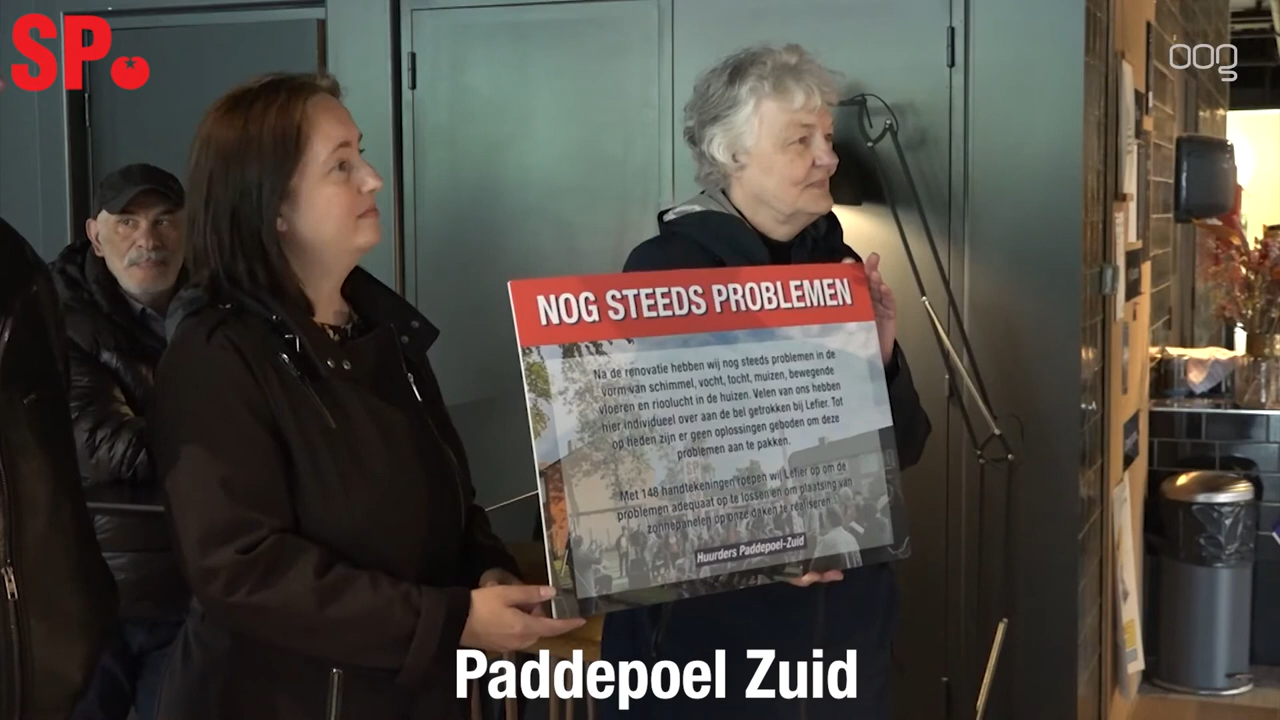 SP.
oog
NOG STEEDS PROBLEMEN
Na de renovatie hebben wij nog steeds problemen in de
vorm van schimmel, vocht, tocht, muizen, bewegende
vloeren en rioolucht in de huizen. Velen van ons hebben
hier individueel over aan de bel getrokken bij Lefier. Tot
op heden zijn er geen oplossingen geboden om deze
problemen aan te pakken.
Met 148 handtekeningen roepen wij Lefier op om de
problemen adequaat op te lossen en om plaatsing van
zonnepanelen op onze daken te realiseren.
Huurders Paddepoel-Zuid
Paddepoel Zuid